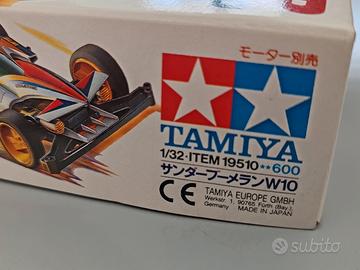 モーター別売
TAMIYA
1/32・ITEM 19510 **600
サンダーブーメランW10
CE
TAMIYA EUROPE GMBH
Werkstr. 1, 90765 Fürth (Bay.)
Germany MADE IN JAPAN
subito